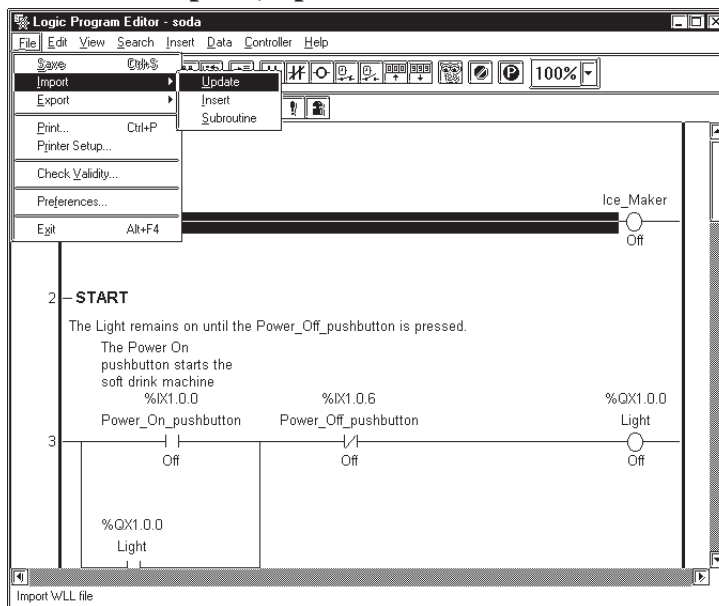 Logic Program Editor - soda
File Edit View Search Insert Data Controller Help
Save Ctrl+S
Import
Export
Print... Ctrl+P
Printer Setup...
Check Validity...
Preferences...
Exit Alt+F4
Update
Insert
Subroutine
100%
Ice_Maker
Off
2 START
The Light remains on until the Power_Off_pushbutton is pressed.
The Power On
pushbutton starts the
soft drink machine
%IX1.0.0 %IX1.0.6 %QX1.0.0
Power_On_pushbutton Power_Off_pushbutton Light
3
Off Off Off
%QX1.0.0
Light
Import WLL file